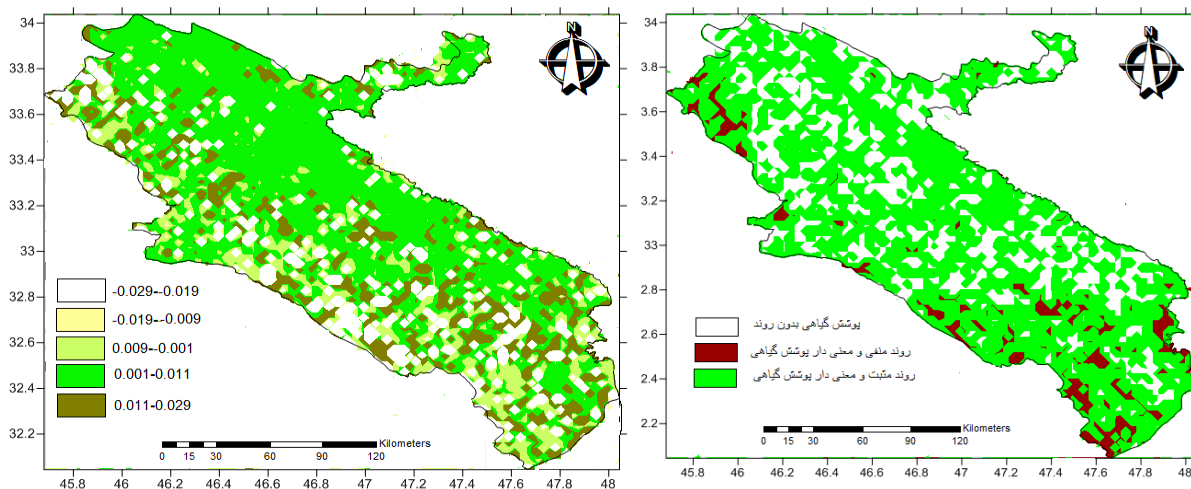 34
33.8
33.6
33.4
33.2
33
32.8
32.6
32.4
32.2
-0.029--0.019
-0.019--0.009
0.009--0.001
0.001-0.011
0.011-0.029
N
Kilometers
0 15 30 60 90 120
45.8 46 46.2 46.4 46.6 46.8 47 47.2 47.4 47.6 47.8 48
34
3.8
3.6
3.4
3.2
33
2.8
2.6
2.4
2.2
پوشش گیاهی بدون روند
روند منفی و معنی دار پوشش گیاهی
روند مثبت و معنی دار پوشش گیاهی
N
Kilometers
0 15 30 60 90 120
45.8 46 46.2 46.4 46.6 46.8 47 47.2 47.4 47.6 47.8 48